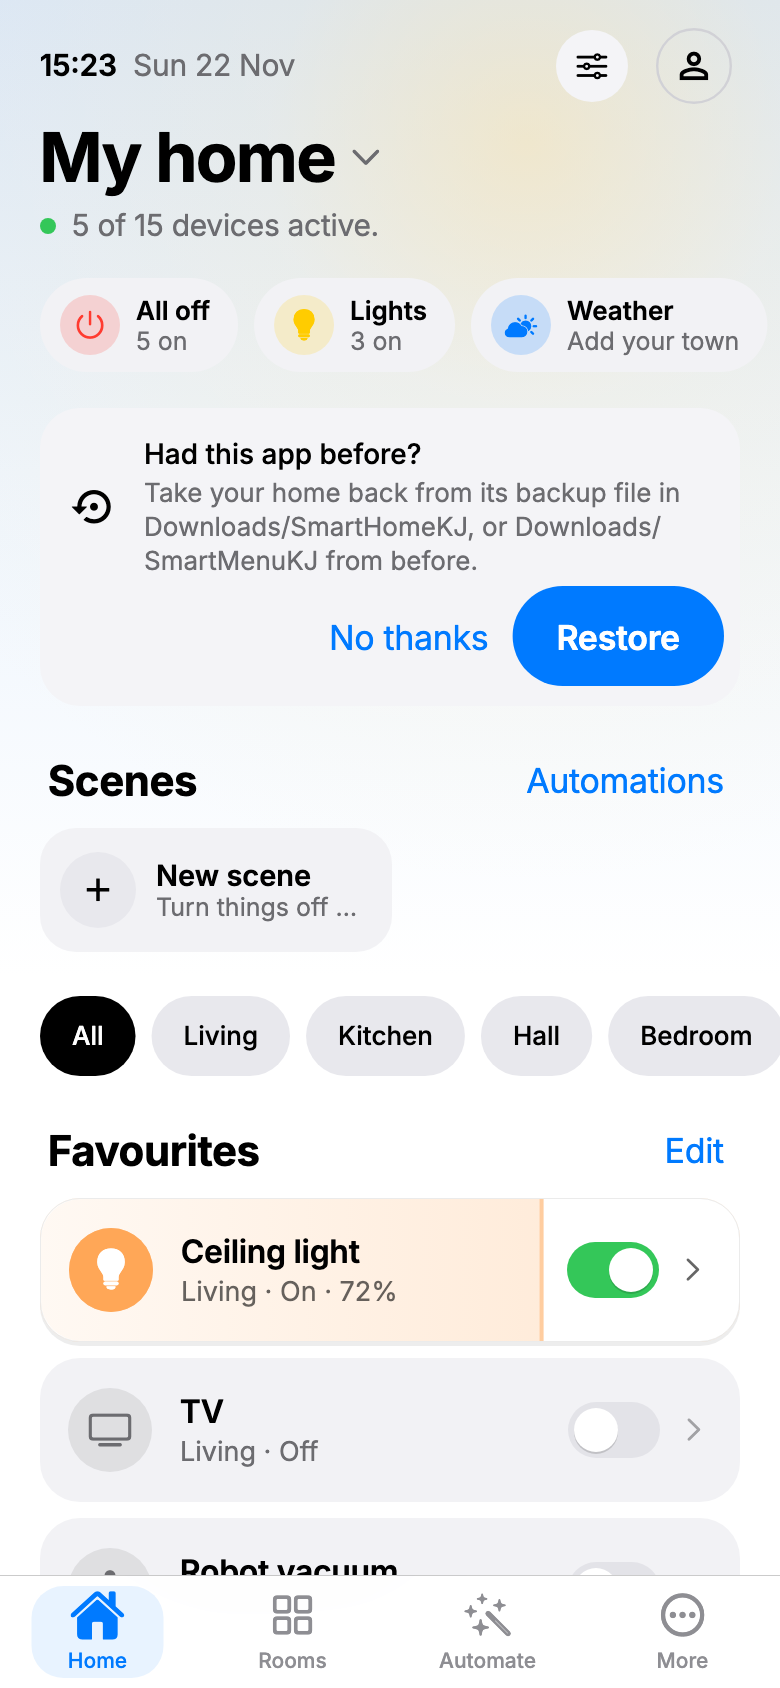 15:23 Sun 22 Nov
My home
5 of 15 devices active.
All off
5 on
Lights
3 on
Weather
Add your town
Had this app before?
Take your home back from its backup file in
Downloads/SmartHomeKJ, or Downloads/
SmartMenuKJ from before.
No thanks
Restore
Scenes
Automations
New scene
Turn things off ...
All
Living
Kitchen
Hall
Bedroom
Favourites
Edit
Ceiling light
Living · On · 72%
TV
Living · Off
Robot vacuum
Home
Rooms
Automate
More